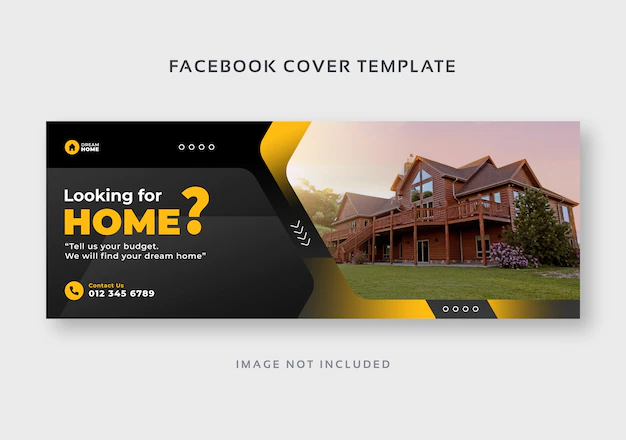 FACEBOOK COVER TEMPLATE
DREAM
HOME
Looking for
HOME?
“Tell us your budget.
We will find your dream home”
Contact Us
012 345 6789
IMAGE NOT INCLUDED